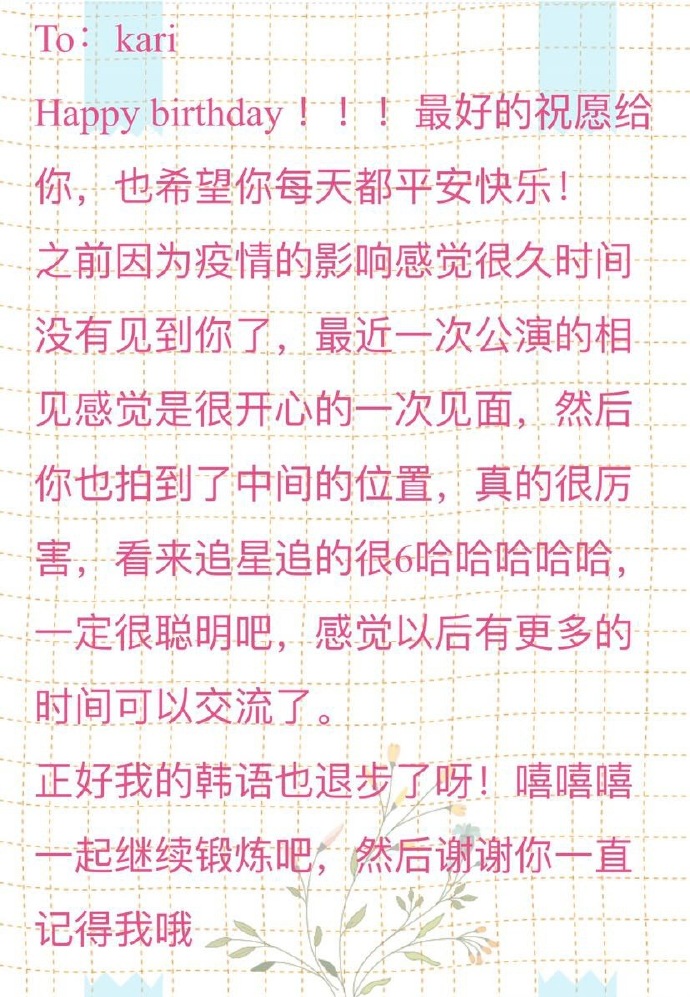 To：kari
Happy birthday！！！最好的祝愿给
你，也希望你每天都平安快乐！
之前因为疫情的影响感觉很久时间
没有见到你了，最近一次公演的相
见感觉是很开心的一次见面，然后
你也拍到了中间的位置，真的很厉
害，看来追星追的很6哈哈哈哈哈，
一定很聪明吧，感觉以后有更多的
时间可以交流了。
正好我的韩语也退步了呀！嘻嘻嘻
一起继续锻炼吧，然后谢谢你一直
记得我哦